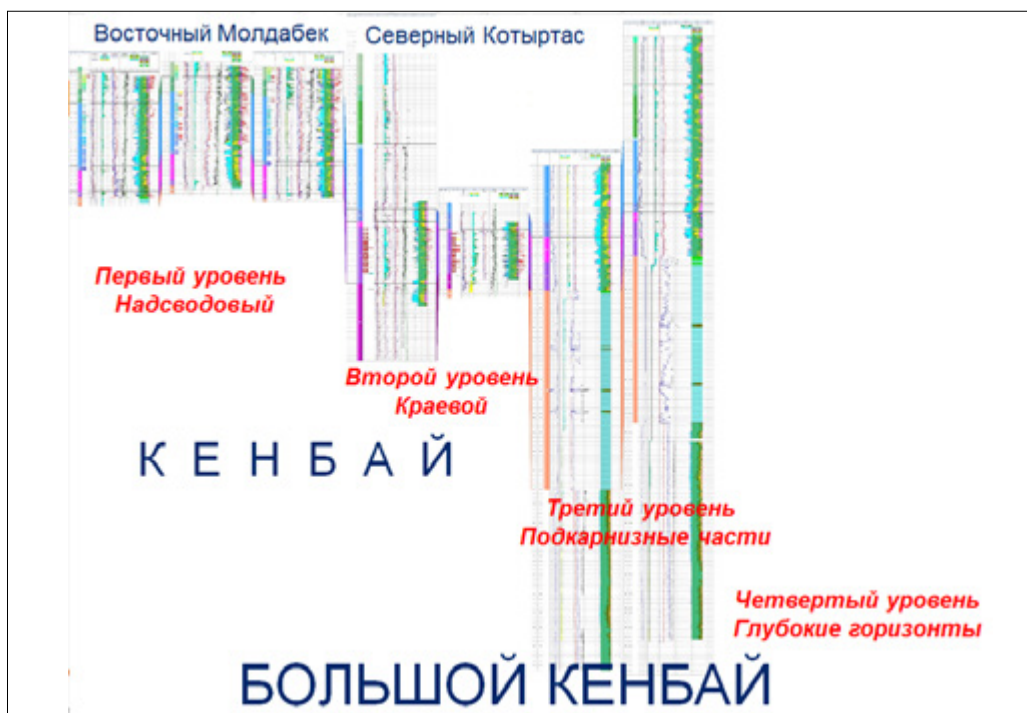 Восточный Молдабек
Северный Котыртас
Первый уровень
Надсводовый
Второй уровень
Краевой
К Е Н Б А Й
Третий уровень
Подкарнизные части
Четвертый уровень
Глубокие горизонты
БОЛЬШОЙ КЕНБАЙ